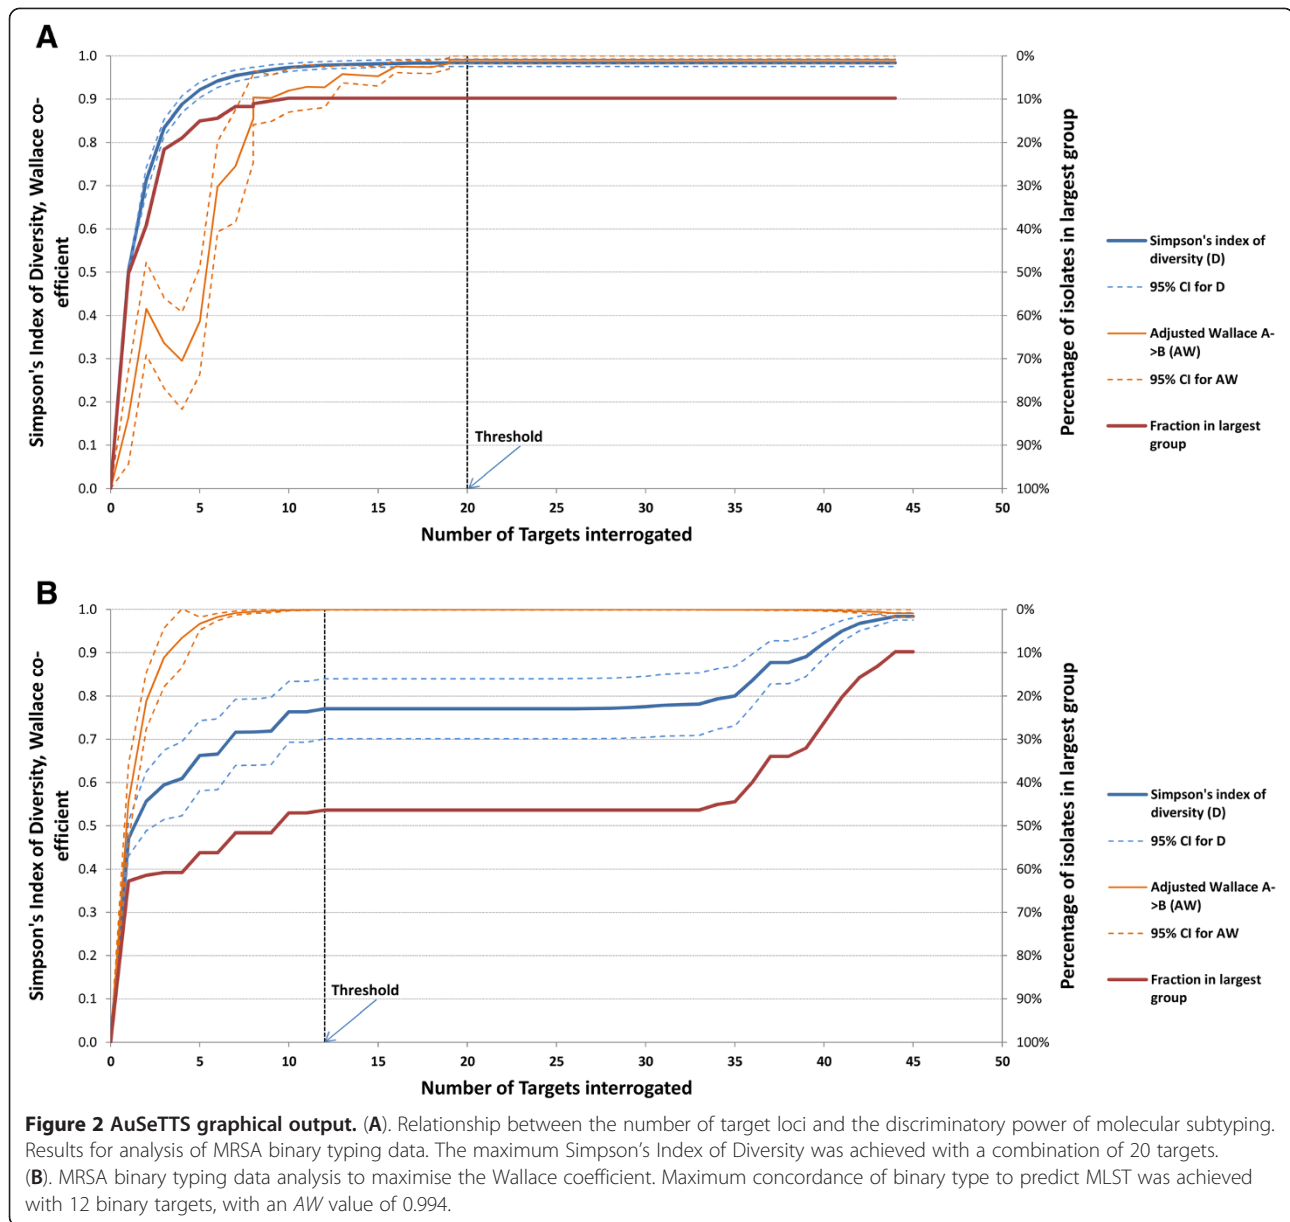 A
1.0
0.9
0.8
0.7
0.6
0.5
0.4
0.3
0.2
0.1
0.0
Simpson's Index of Diversity, Wallace co-
efficient
0%
10%
20%
30%
40%
50%
60%
70%
80%
90%
100%
Percentage of isolates in largest group
Threshold
0 5 10 15 20 25 30 35 40 45 50
Number of Targets interrogated
Simpson's index of
diversity (D)
95% CI for D
Adjusted Wallace A-
>B (AW)
95% CI for AW
Fraction in largest
group
B
1.0
0.9
0.8
0.7
0.6
0.5
0.4
0.3
0.2
0.1
0.0
Simpson's Index of Diversity, Wallace co-
efficient
0%
10%
20%
30%
40%
50%
60%
70%
80%
90%
100%
Percentage of isolates in largest group
Threshold
0 5 10 15 20 25 30 35 40 45 50
Number of Targets interrogated
Simpson's index of
diversity (D)
95% CI for D
Adjusted Wallace A-
>B (AW)
95% CI for AW
Fraction in largest
group
Figure 2 AuSeTTS graphical output. (A). Relationship between the number of target loci and the discriminatory power of molecular subtyping.
Results for analysis of MRSA binary typing data. The maximum Simpson's Index of Diversity was achieved with a combination of 20 targets.
(B). MRSA binary typing data analysis to maximise the Wallace coefficient. Maximum concordance of binary type to predict MLST was achieved
with 12 binary targets, with an AW value of 0.994.